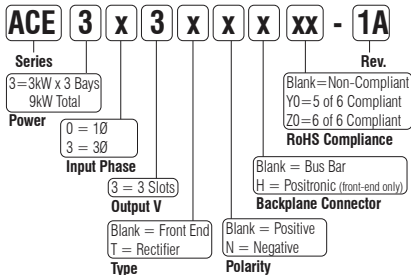 ACE 3 x 3 x x x xx - 1A
Series
Rev.
3=3kW x 3 Bays
9kW Total
Power
Blank=Non-Compliant
Y0=5 of 6 Compliant
Z0=6 of 6 Compliant
RoHS Compliance
0 = 1Ø
3 = 3Ø
Input Phase
Blank = Bus Bar
H = Positronic (front-end only)
Backplane Connector
3 = 3 Slots
Output V
Blank = Front End
T = Rectifier
Type
Blank = Positive
N = Negative
Polarity